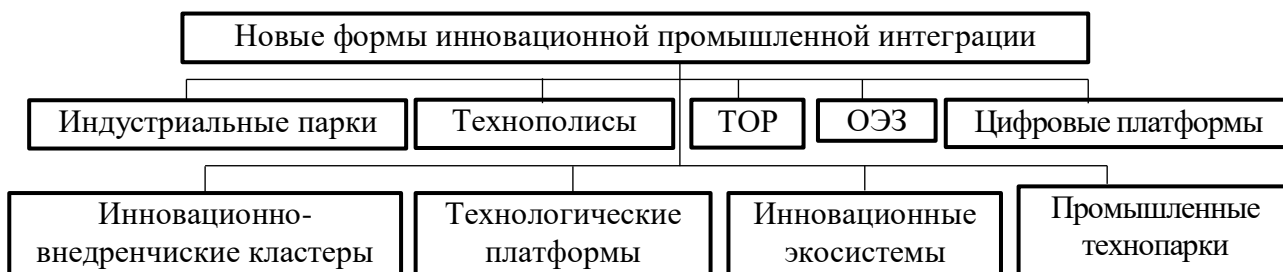 Новые формы инновационной промышленной интеграции
Индустриальные парки
Технополисы
ТОР
ОЭЗ
Цифровые платформы
Инновационно-
внедренчиские кластеры
Технологические
платформы
Инновационные
экосистемы
Промышленные
технопарки